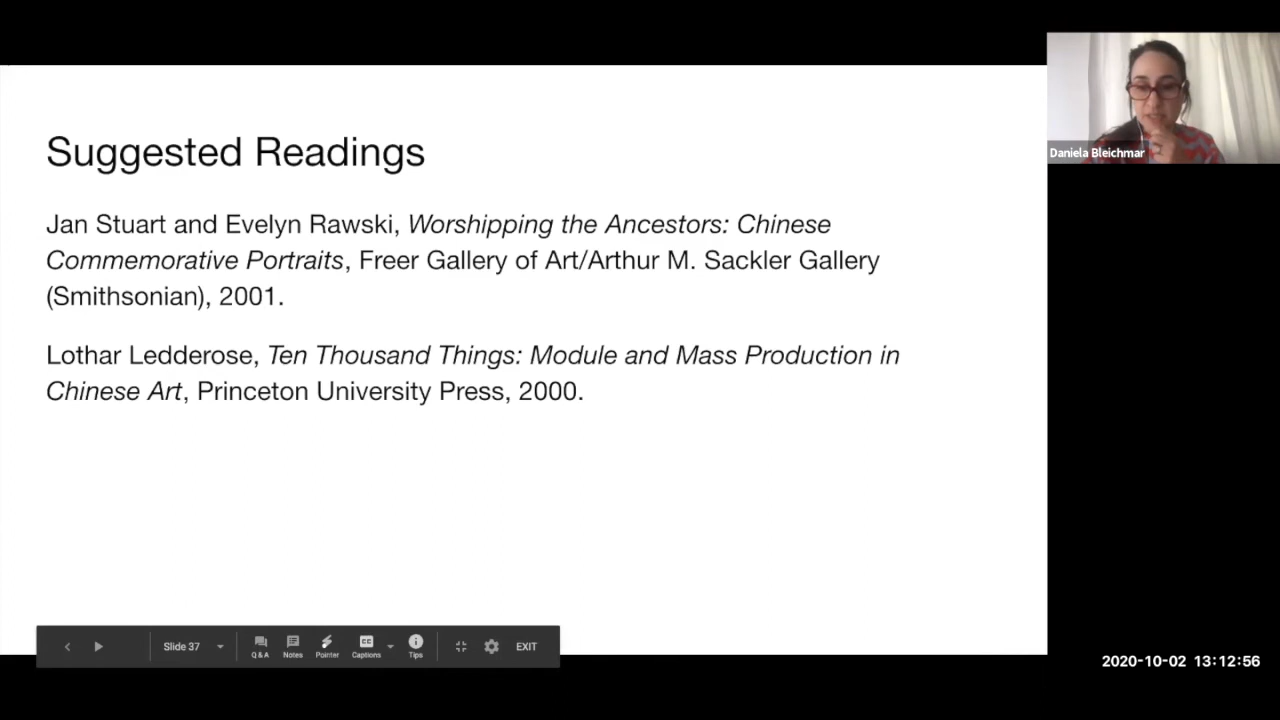 Suggested Readings
Jan Stuart and Evelyn Rawski, Worshipping the Ancestors: Chinese
Commemorative Portraits, Freer Gallery of Art/Arthur M. Sackler Gallery
(Smithsonian), 2001.
Lothar Ledderose, Ten Thousand Things: Module and Mass Production in
Chinese Art, Princeton University Press, 2000.
Daniela Bleichmar
Slide 37
Q & A
Notes
Pointer
CC
Captions
Tips
EXIT
2020-10-02 13:12:56